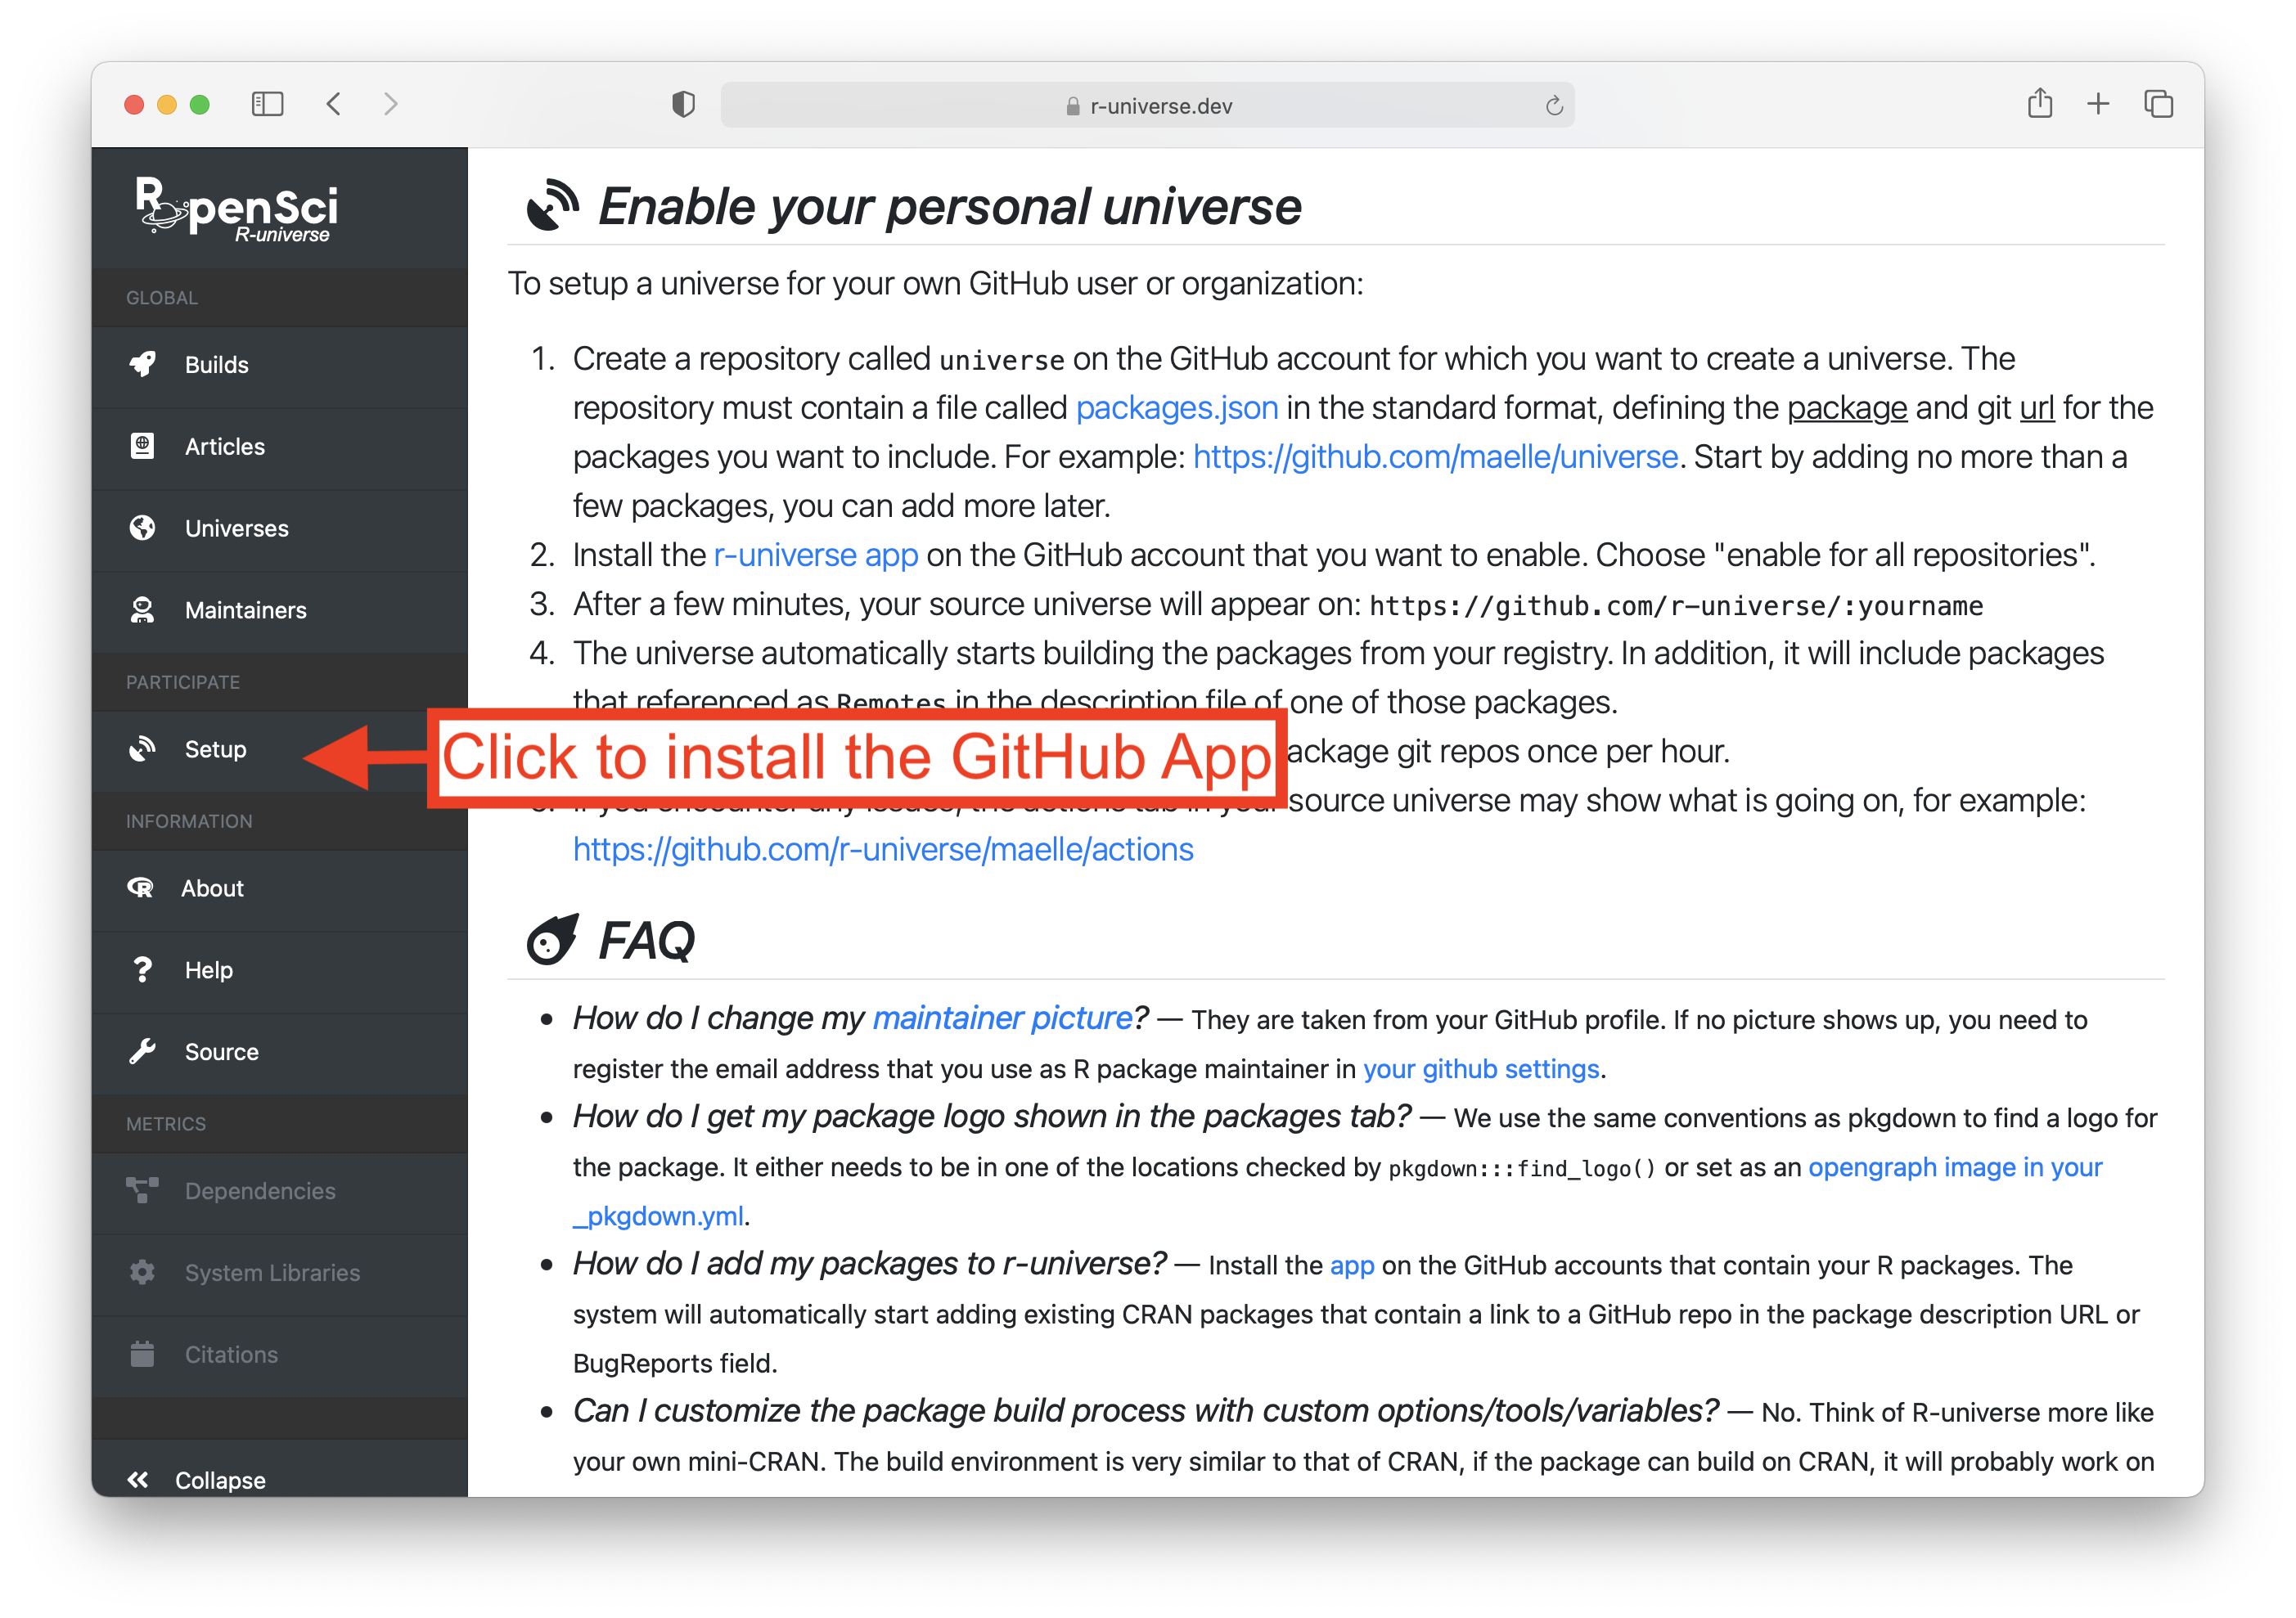 r-universe.dev
ROpenSci
R-universe
GLOBAL
Builds
Articles
Universes
Maintainers
PARTICIPATE
Setup
INFORMATION
About
Help
Source
METRICS
Dependencies
System Libraries
Citations
Collapse
Enable your personal universe
To setup a universe for your own GitHub user or organization:
1. Create a repository called universe on the GitHub account for which you want to create a universe. The
repository must contain a file called packages.json in the standard format, defining the package and git url for the
packages you want to include. For example: https://github.com/maelle/universe. Start by adding no more than a
few packages, you can add more later.
2. Install the r-universe app on the GitHub account that you want to enable. Choose "enable for all repositories".
3. After a few minutes, your source universe will appear on: https://github.com/r-universe/:yourname
4. The universe automatically starts building the packages from your registry. In addition, it will include packages
that referenced as Remotes in the description file of one of those packages.
Click to install the GitHub App
ackage git repos once per hour.
If you encounter any issues, the actions tab in your source universe may show what is going on, for example:
https://github.com/r-universe/maelle/actions
FAQ
• How do I change my maintainer picture? — They are taken from your GitHub profile. If no picture shows up, you need to
register the email address that you use as R package maintainer in your github settings.
• How do I get my package logo shown in the packages tab? — We use the same conventions as pkgdown to find a logo for
the package. It either needs to be in one of the locations checked by pkgdown:::find_logo() or set as an opengraph image in your
_pkgdown.yml.
• How do I add my packages to r-universe? — Install the app on the GitHub accounts that contain your R packages. The
system will automatically start adding existing CRAN packages that contain a link to a GitHub repo in the package description URL or
BugReports field.
• Can I customize the package build process with custom options/tools/variables? — No. Think of R-universe more like
your own mini-CRAN. The build environment is very similar to that of CRAN, if the package can build on CRAN, it will probably work on